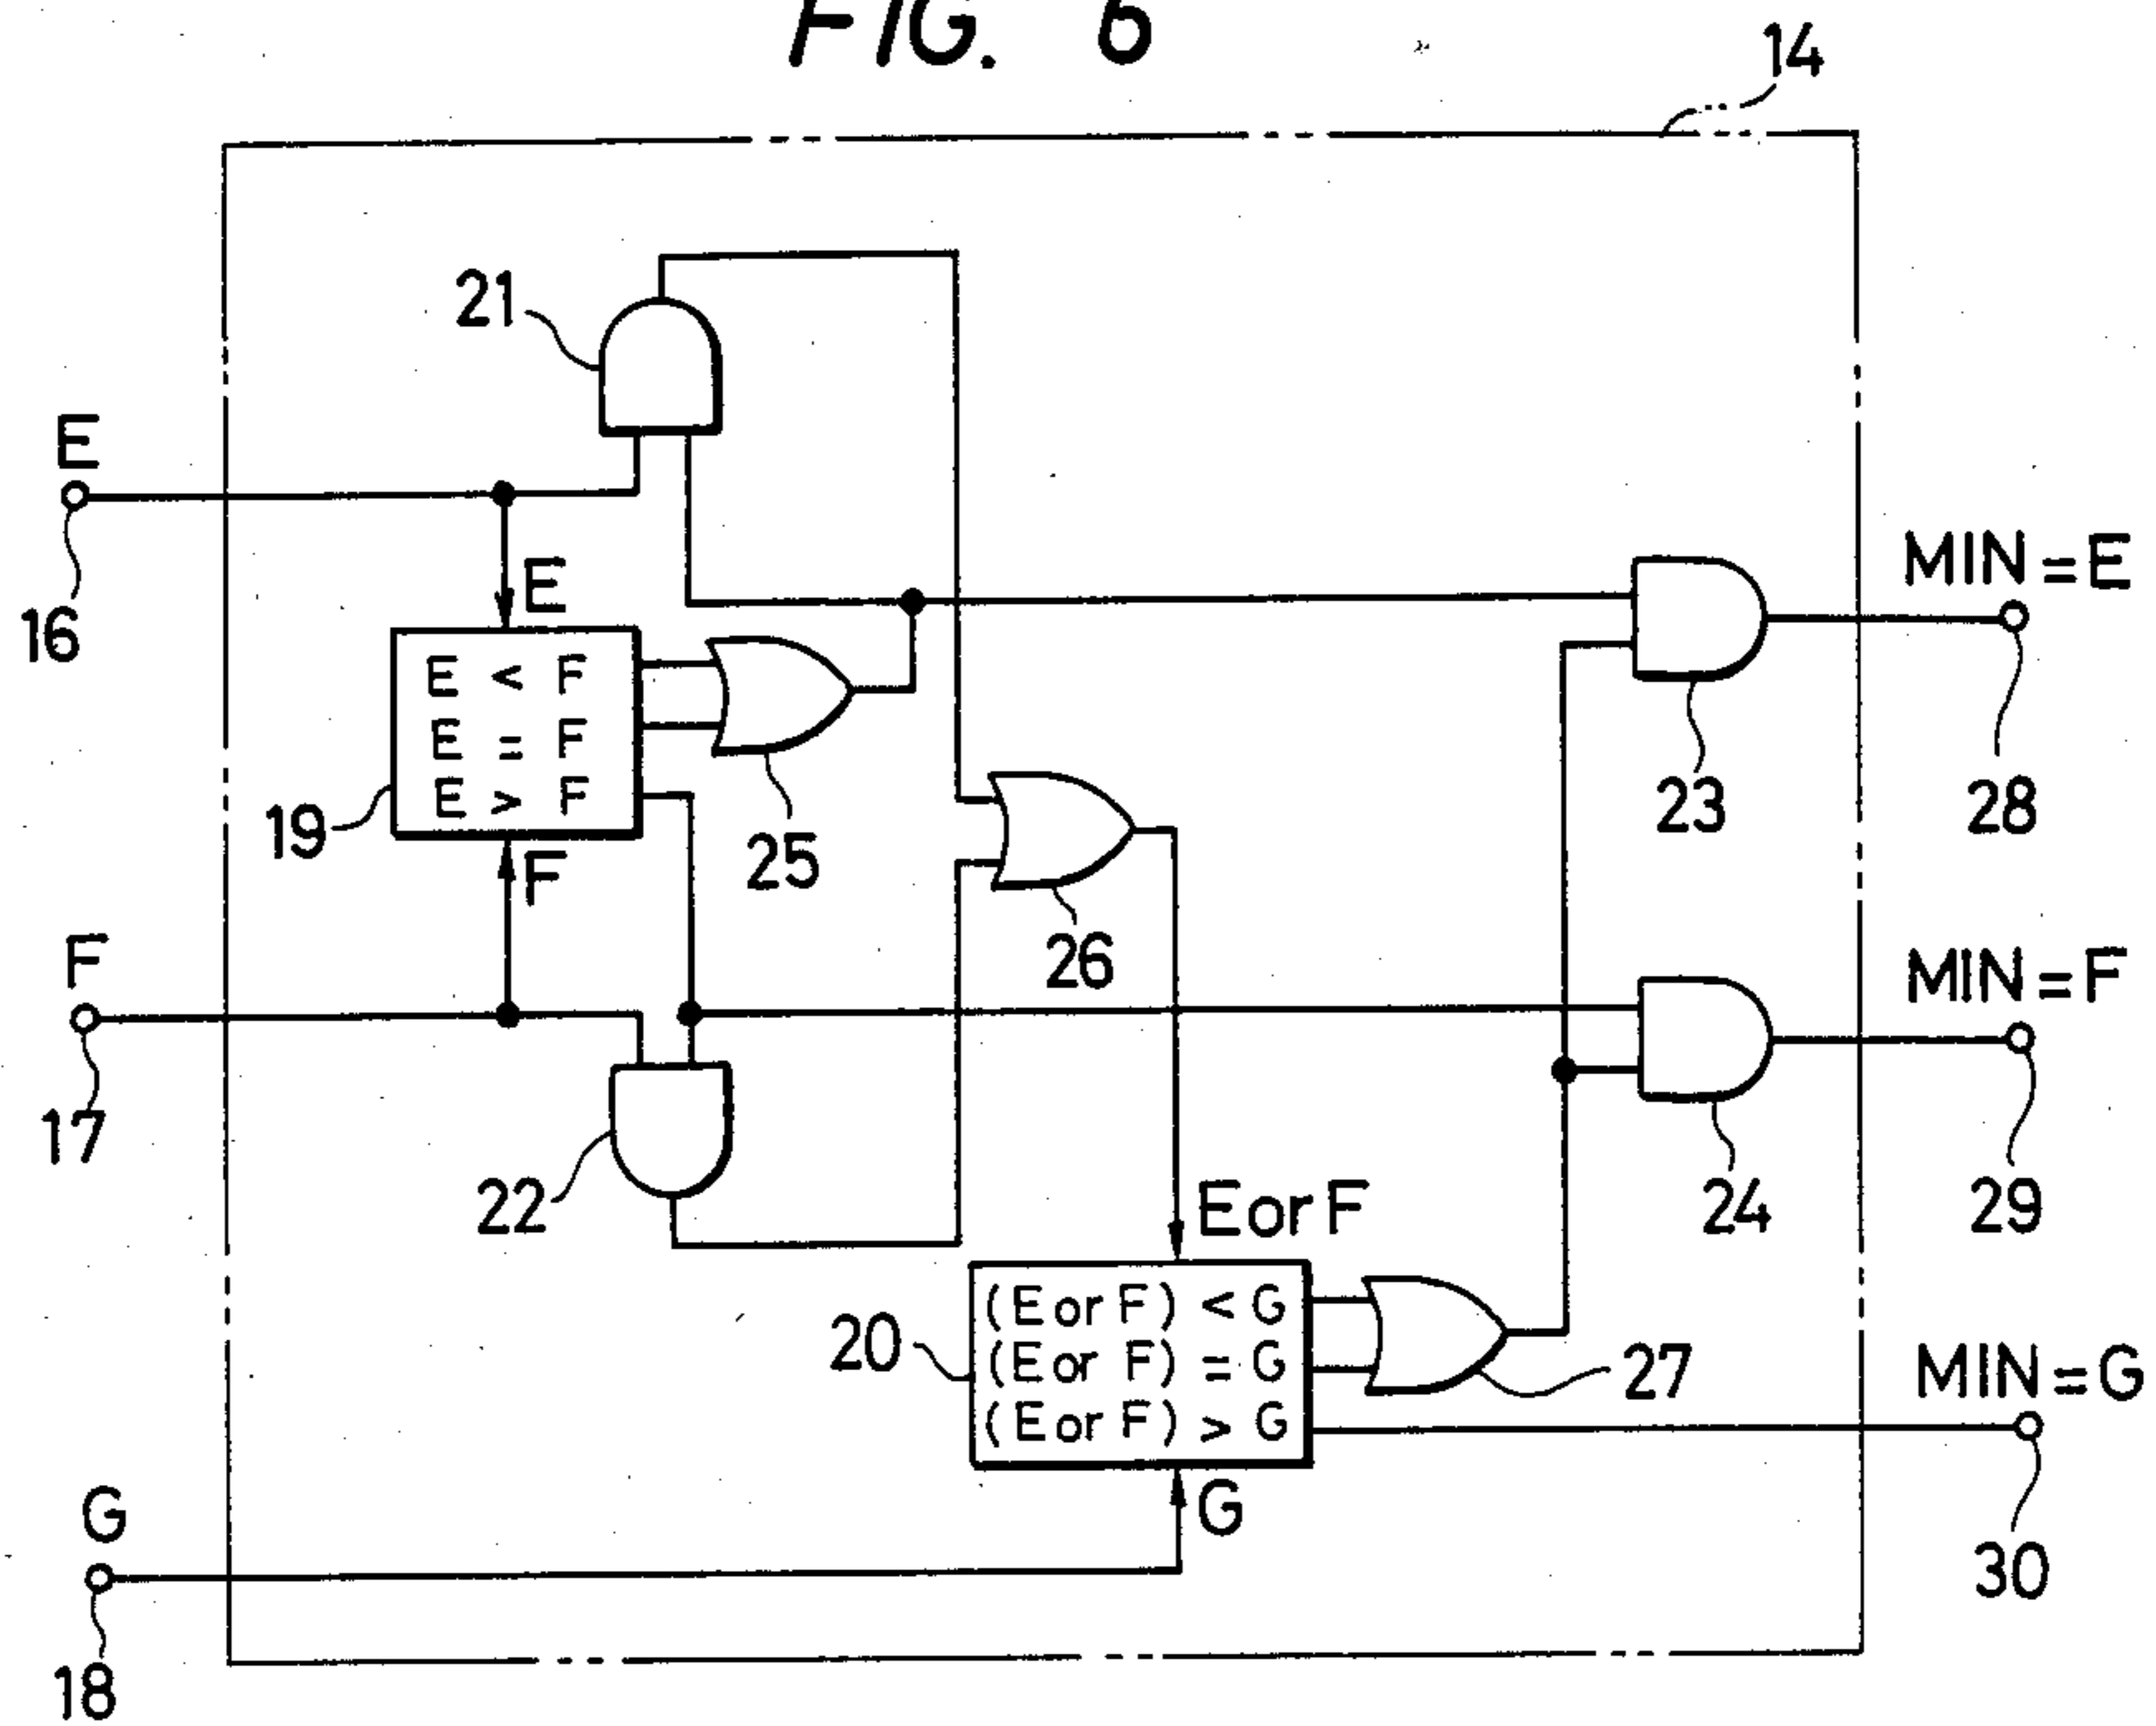 FIG. 6
14
21
E
16
E
E < F
E = F
E > F
19
25
F
F
17
26
22
MIN = E
23
28
MIN = F
24
29
E or F
(E or F) < G
(E or F) = G
(E or F) > G
20
27
MIN = G
30
G
G
18